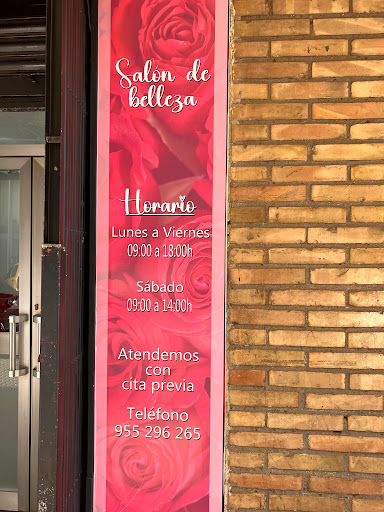 Salón de
belleza
Horario
Lunes a Viernes
09:00 a 18:00h
Sábado
09:00 a 14:00h
Atendemos
con
cita previa
Teléfono
955 296 265